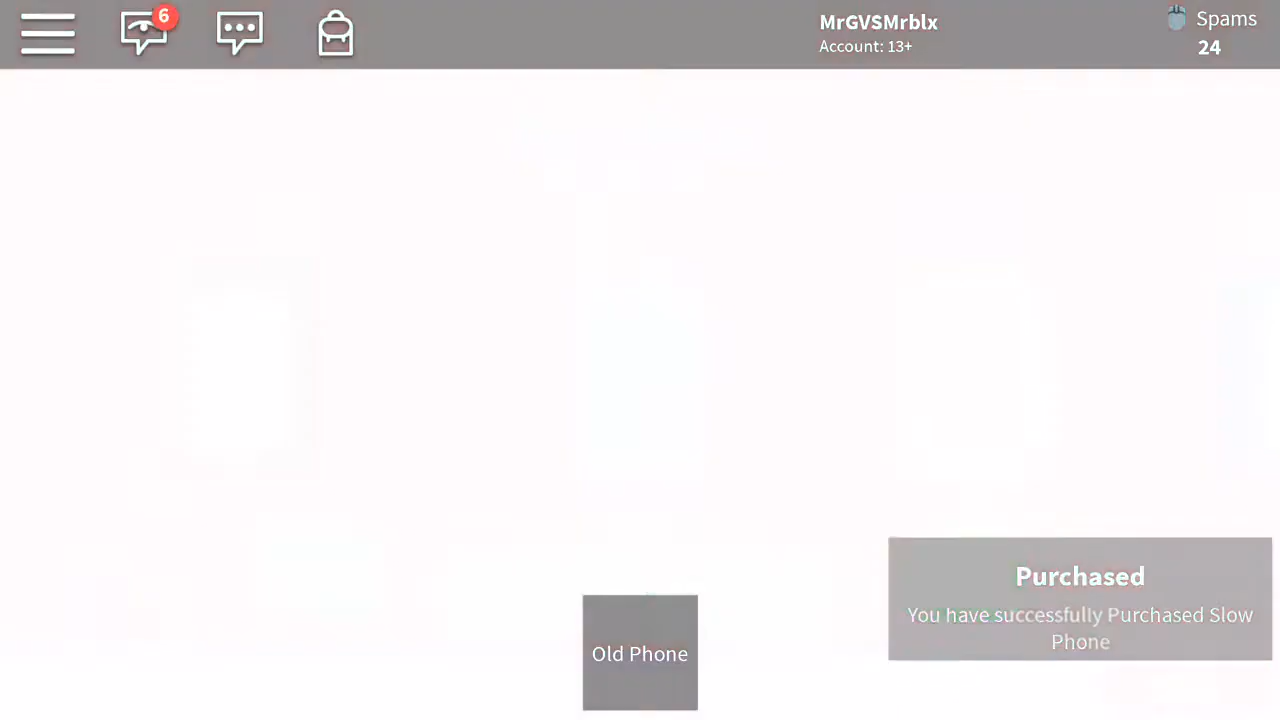 6
MrGVSMrblx
Account: 13+
Spams
24
Purchased
You have successfully Purchased Slow
Phone
Old Phone